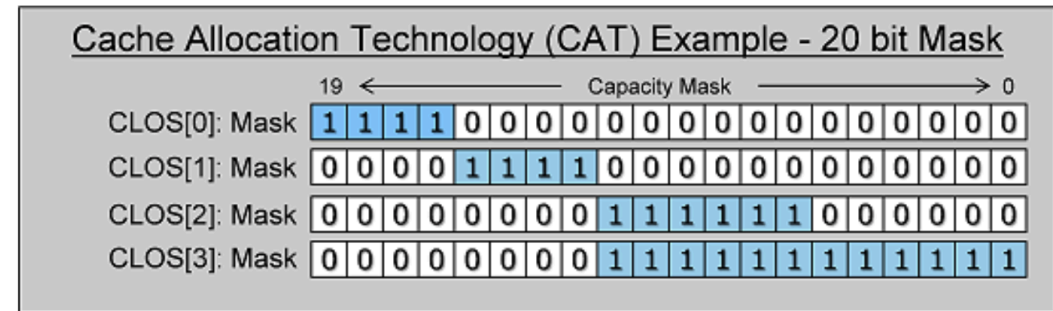 Cache Allocation Technology (CAT) Example - 20 bit Mask
19 ← Capacity Mask → 0
CLOS[0]: Mask 1 1 1 1 0 0 0 0 0 0 0 0 0 0 0 0 0 0 0 0
CLOS[1]: Mask 0 0 0 0 1 1 1 1 0 0 0 0 0 0 0 0 0 0 0 0
CLOS[2]: Mask 0 0 0 0 0 0 0 0 1 1 1 1 1 1 0 0 0 0 0 0
CLOS[3]: Mask 0 0 0 0 0 0 0 0 1 1 1 1 1 1 1 1 1 1 1 1